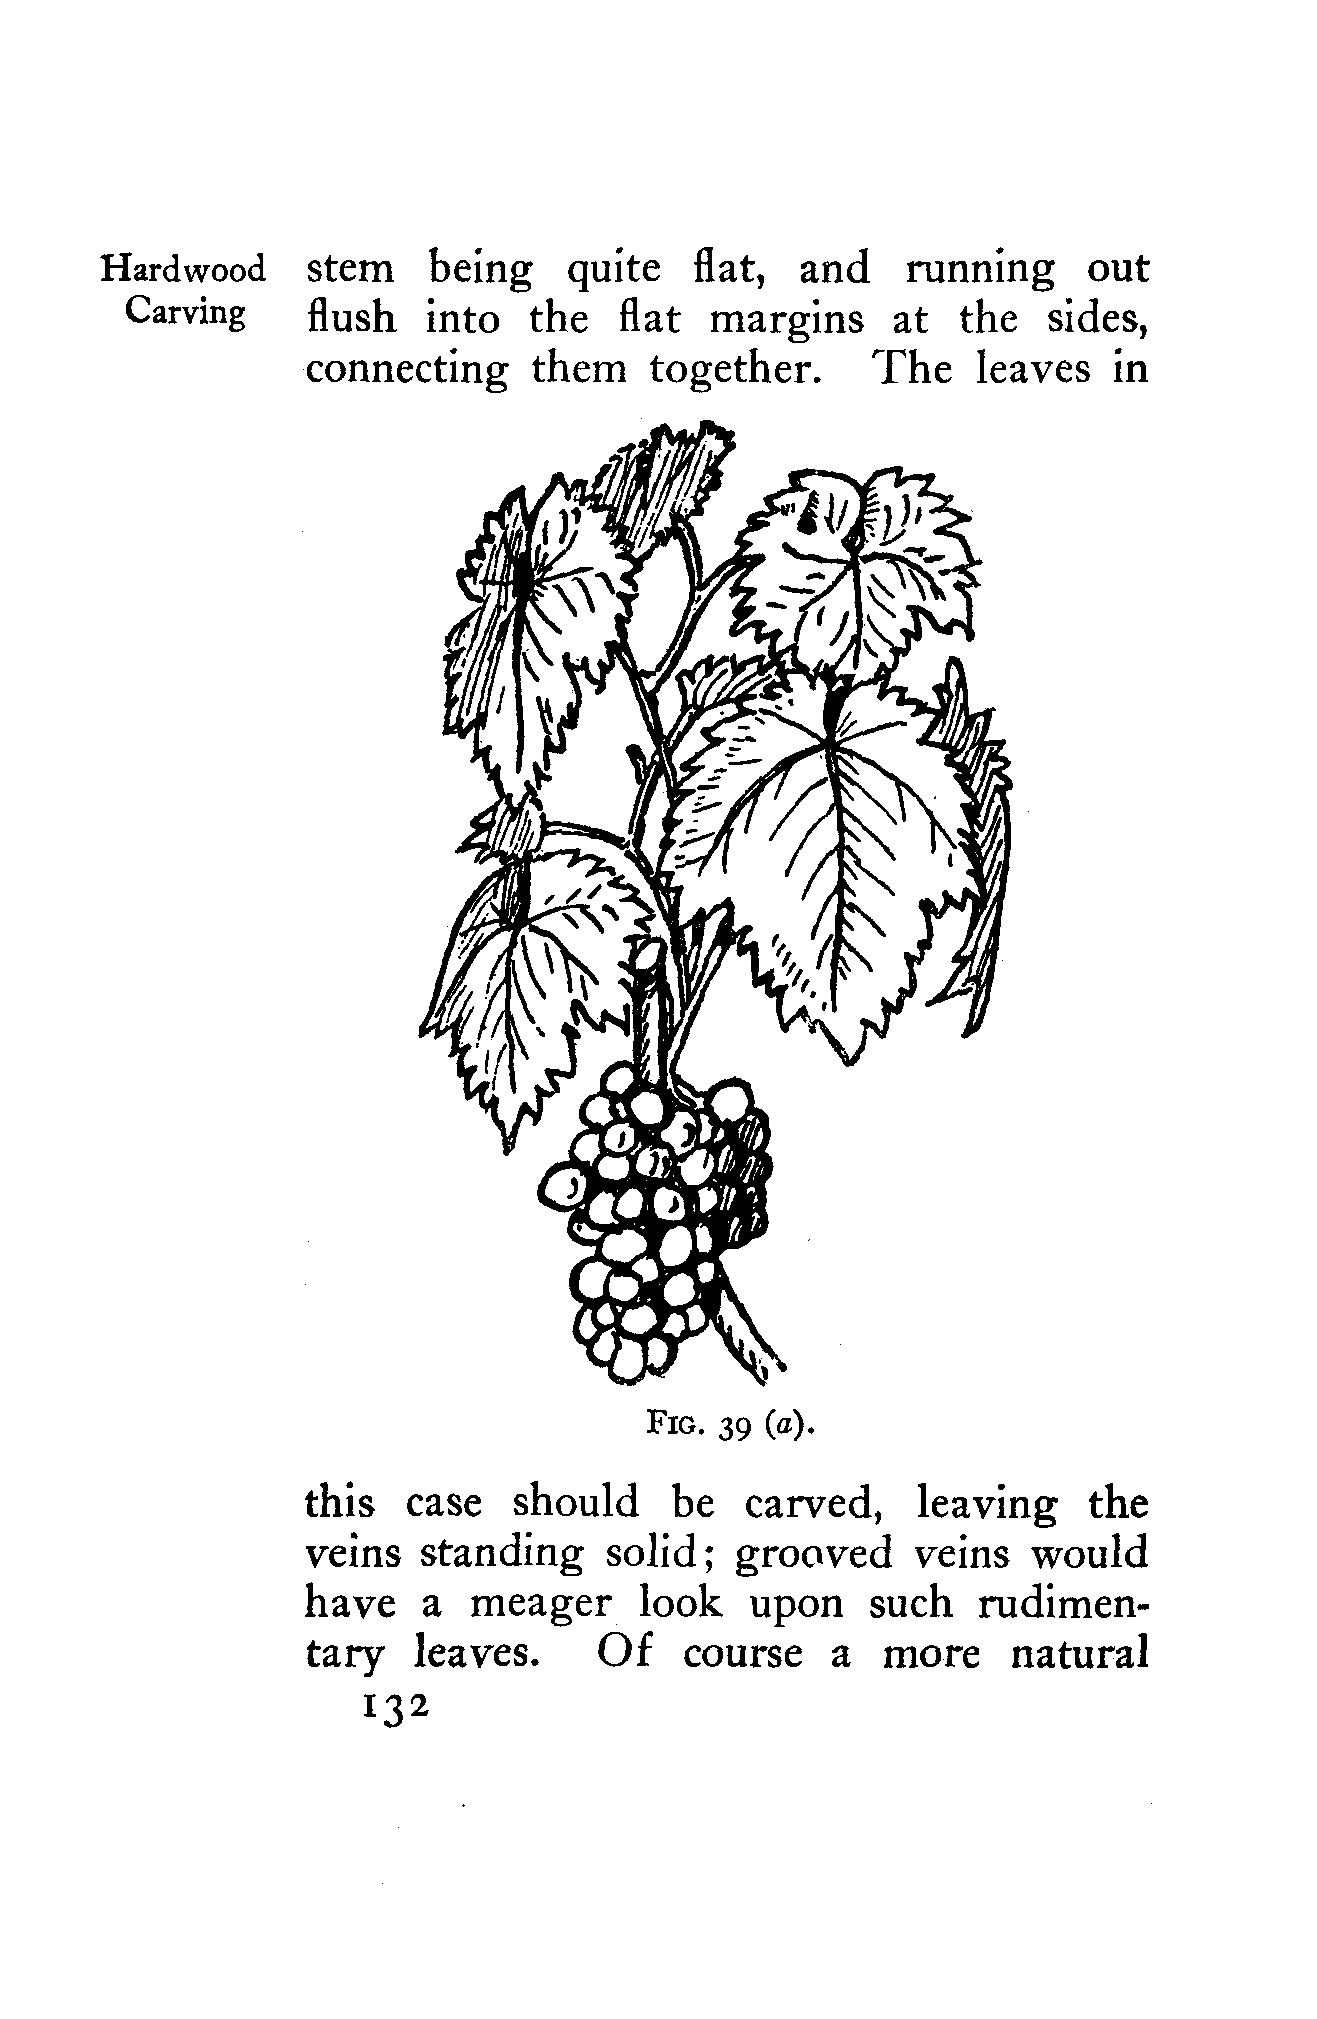 Hardwood
Carving
stem being quite flat, and running out
flush into the flat margins at the sides,
connecting them together. The leaves in
Fig. 39 (a).
this case should be carved, leaving the
veins standing solid; grooved veins would
have a meager look upon such rudimen-
tary leaves. Of course a more natural
132